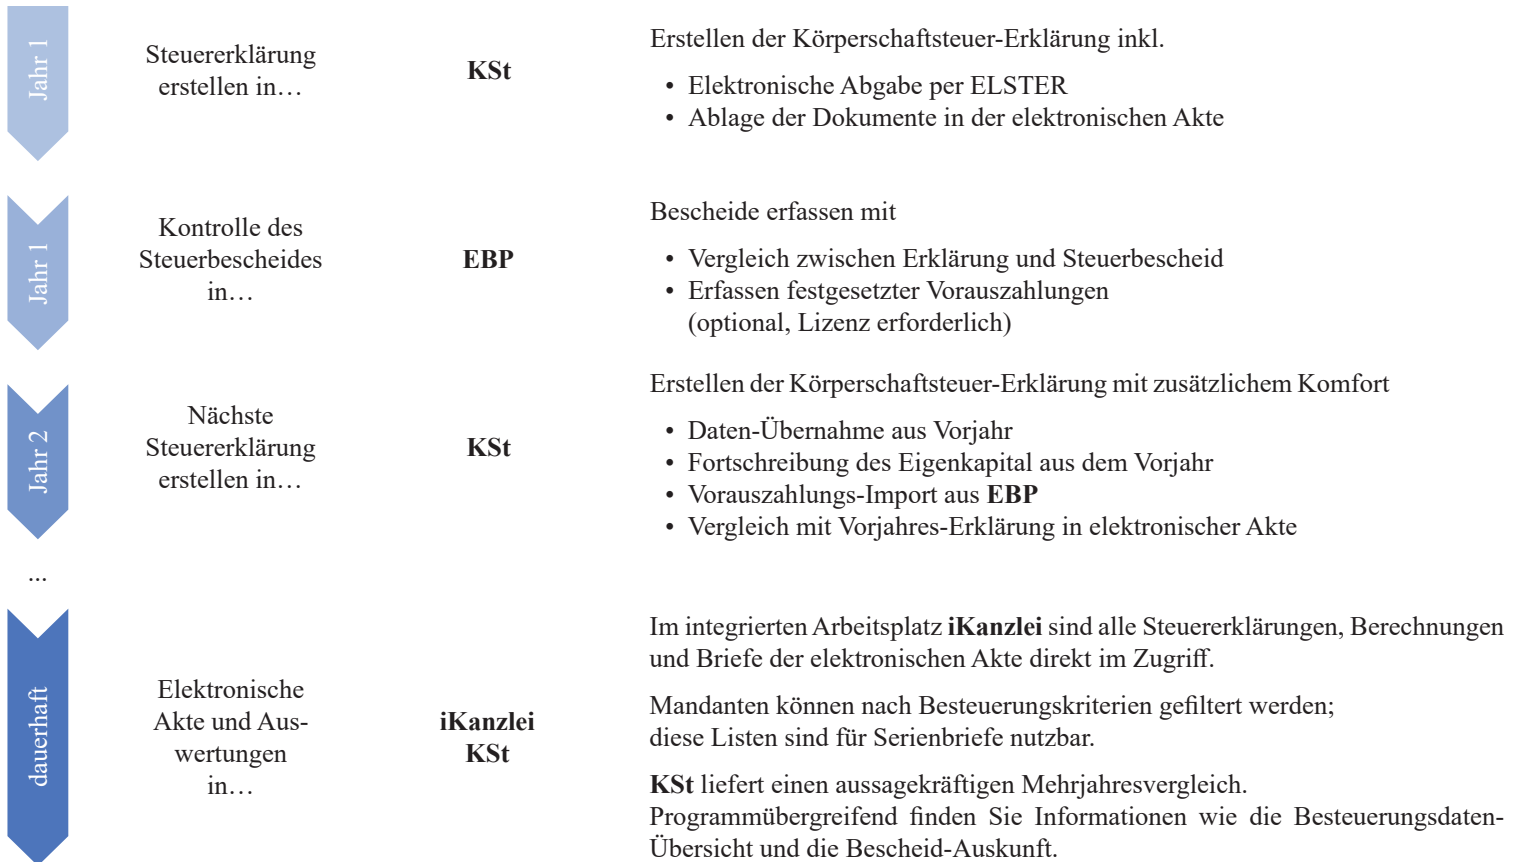 Jahr 1
Steuererklärung
erstellen in…
KSt
Erstellen der Körperschaftsteuer-Erklärung inkl.
• Elektronische Abgabe per ELSTER
• Ablage der Dokumente in der elektronischen Akte
Jahr 1
Kontrolle des
Steuerbescheides
in…
EBP
Bescheide erfassen mit
• Vergleich zwischen Erklärung und Steuerbescheid
• Erfassen festgesetzter Vorauszahlungen
(optional, Lizenz erforderlich)
Jahr 2
Nächste
Steuererklärung
erstellen in…
KSt
Erstellen der Körperschaftsteuer-Erklärung mit zusätzlichem Komfort
• Daten-Übernahme aus Vorjahr
• Fortschreibung des Eigenkapital aus dem Vorjahr
• Vorauszahlungs-Import aus EBP
• Vergleich mit Vorjahres-Erklärung in elektronischer Akte
...
dauerhaft
Elektronische
Akte und Aus-
wertungen
in…
iKanzlei
KSt
Im integrierten Arbeitsplatz iKanzlei sind alle Steuererklärungen, Berechnungen
und Briefe der elektronischen Akte direkt im Zugriff.
Mandanten können nach Besteuerungskriterien gefiltert werden;
diese Listen sind für Serienbriefe nutzbar.
KSt liefert einen aussagekräftigen Mehrjahresvergleich.
Programmübergreifend finden Sie Informationen wie die Besteuerungsdaten-
Übersicht und die Bescheid-Auskunft.